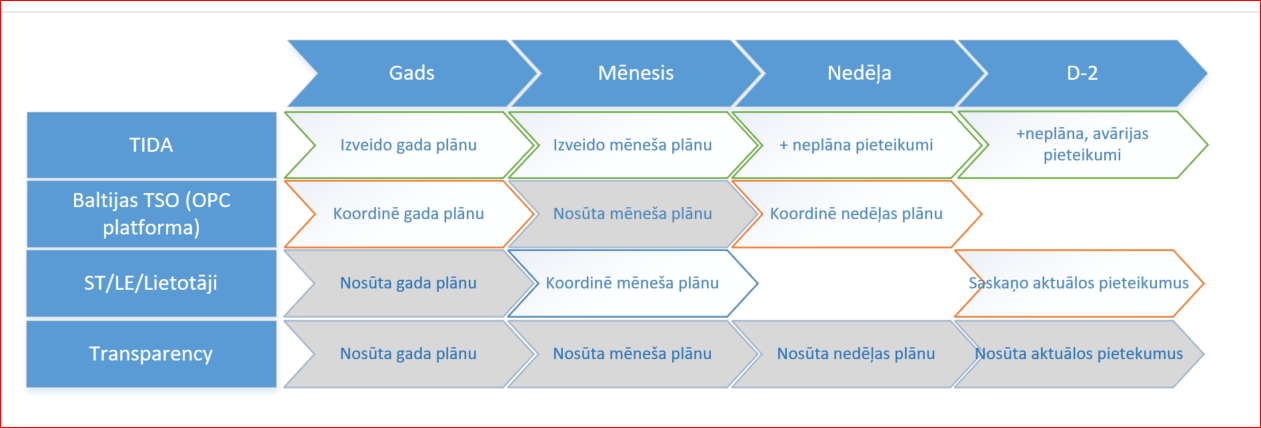 Gads
Mēnesis
Nedēļa
D-2
TIDA
Izveido gada plānu
Izveido mēneša plānu
+ neplāna pieteikumi
+neplāna, avārijas
pieteikumi
Baltijas TSO (OPC
platforma)
Koordinē gada plānu
Nosūta mēneša plānu
Koordinē nedēļas plānu
ST/LE/Lietotāji
Nosūta gada plānu
Koordinē mēneša plānu
Saskaņo aktuālos pieteikumus
Transparency
Nosūta gada plānu
Nosūta mēneša plānu
Nosūta nedēļas plānu
Nosūta aktuālos pietekumus